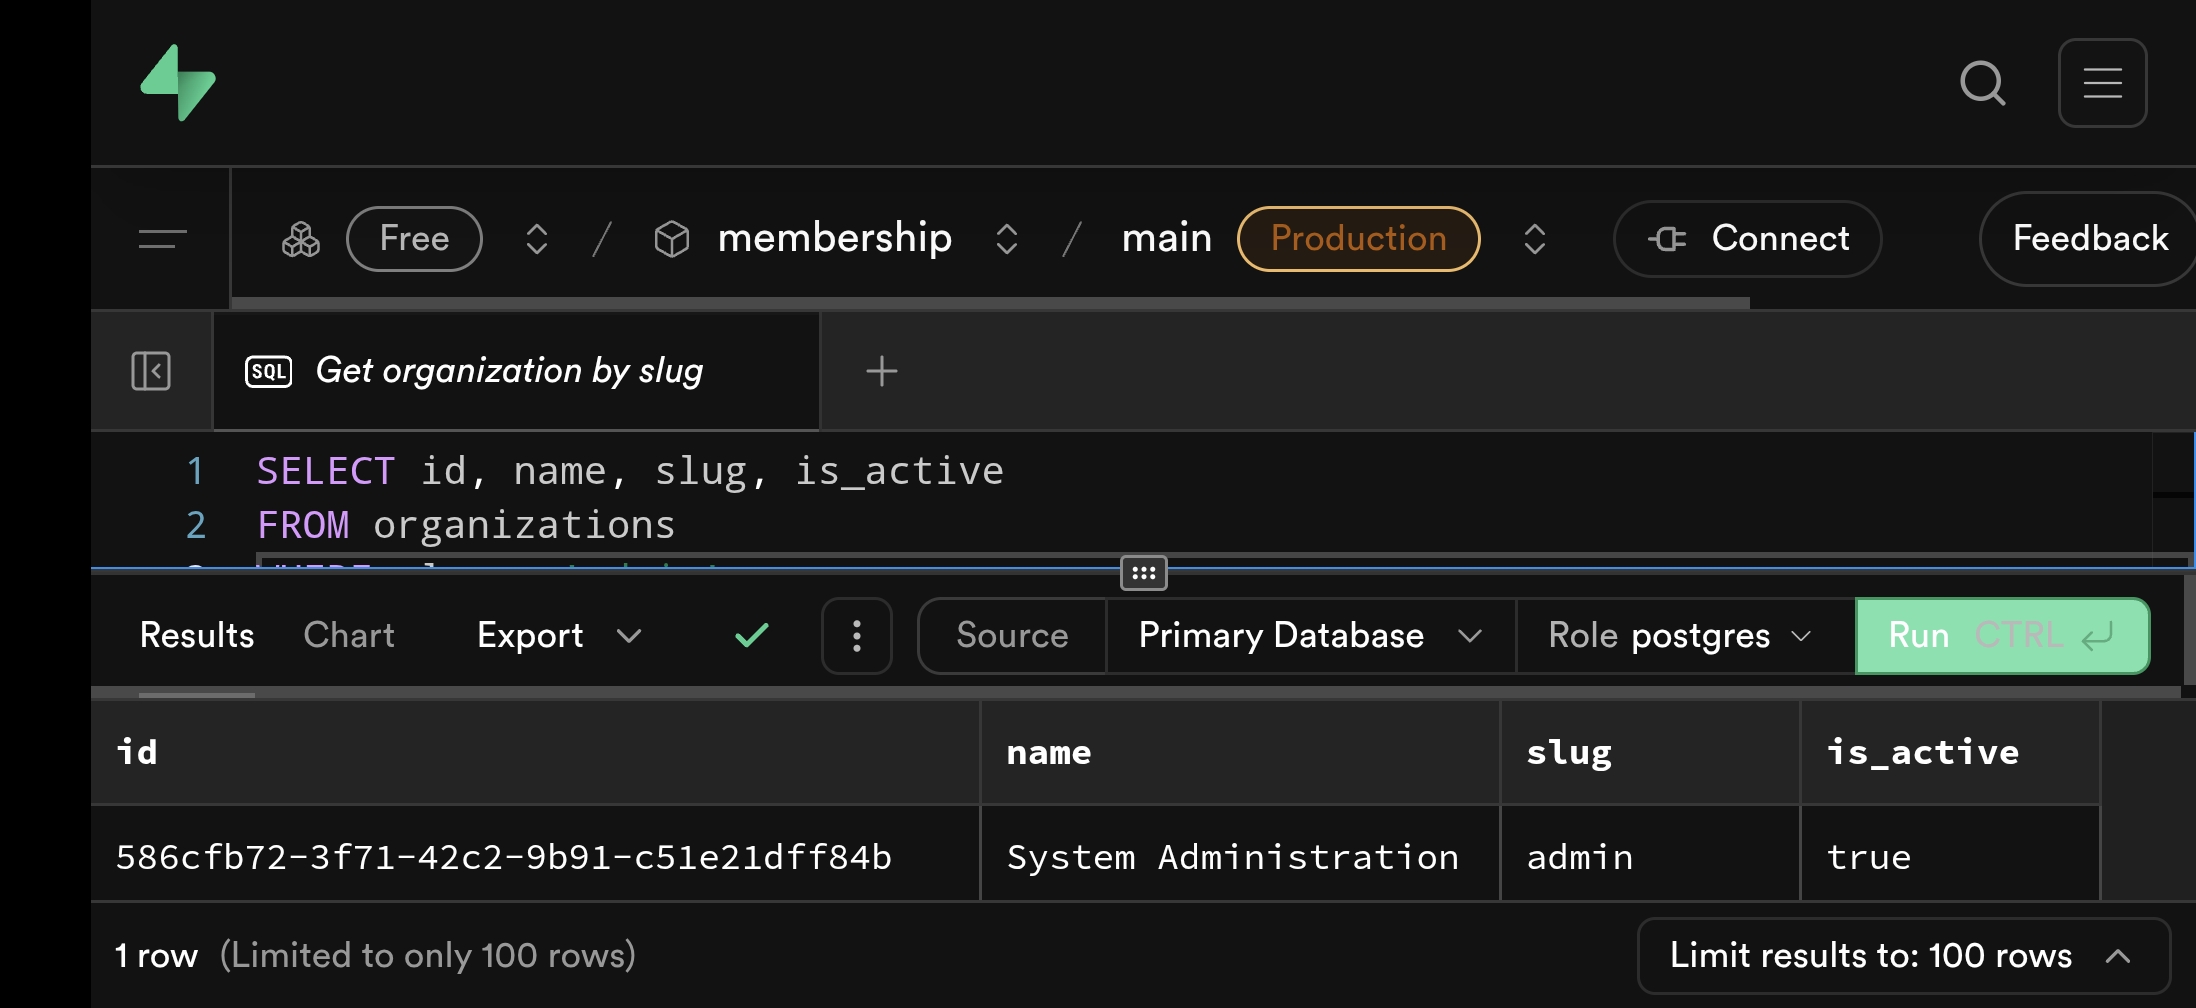 Free / membership / main Production Connect Feedback
SQL Get organization by slug
1 SELECT id, name, slug, is_active
2 FROM organizations
Results Chart Export Source Primary Database Role postgres Run CTRL
id name slug is_active
586cfb72-3f71-42c2-9b91-c51e21dff84b System Administration admin true
1 row (Limited to only 100 rows) Limit results to: 100 rows